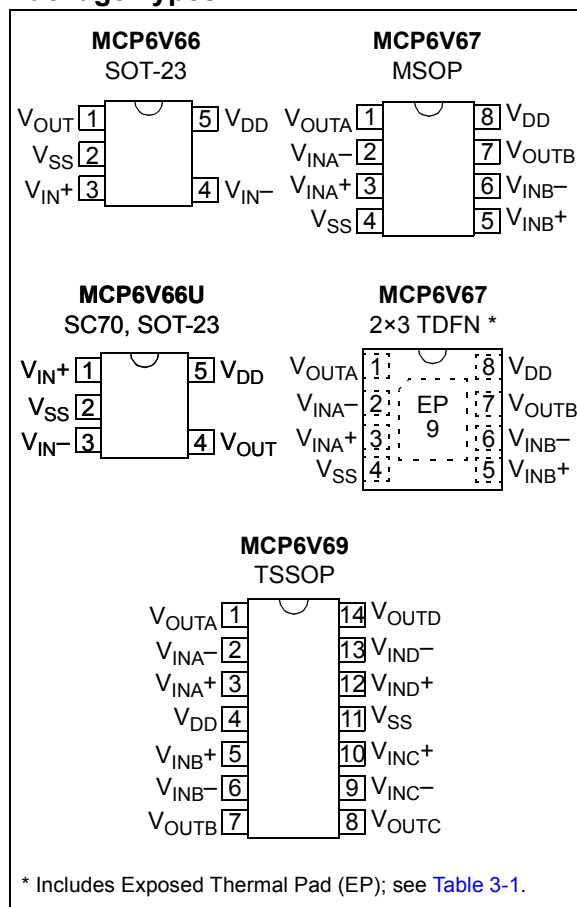 MCP6V66
SOT-23
VOUT 1 5 VDD
VSS 2
VIN+ 3 4 VIN–
MCP6V67
MSOP
VOUTA 1 8 VDD
VINA– 2 7 VOUTB
VINA+ 3 6 VINB–
VSS 4 5 VINB+
MCP6V66U
SC70, SOT-23
VIN+ 1 5 VDD
VSS 2
VIN– 3 4 VOUT
MCP6V67
2×3 TDFN *
VOUTA 1 8 VDD
VINA– 2 EP 7 VOUTB
VINA+ 3 9 6 VINB–
VSS 4 5 VINB+
MCP6V69
TSSOP
VOUTA 1 14 VOUTD
VINA– 2 13 VIND–
VINA+ 3 12 VIND+
VDD 4 11 VSS
VINB+ 5 10 VINC+
VINB– 6 9 VINC–
VOUTB 7 8 VOUTC
* Includes Exposed Thermal Pad (EP); see Table 3-1.